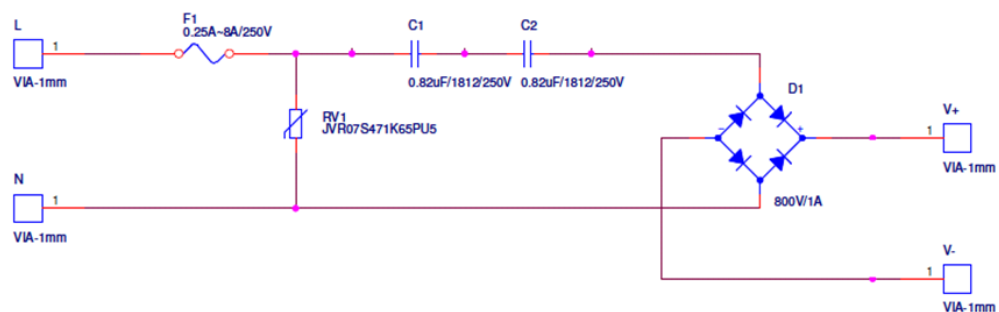 L
1
VIA-1mm
F1
0.25A~8A/250V
C1
0.82uF/1812/250V
C2
0.82uF/1812/250V
RV1
JVR07S471K65PU5
N
1
VIA-1mm
D1
−
+
800V/1A
V+
1
VIA-1mm
V-
1
VIA-1mm